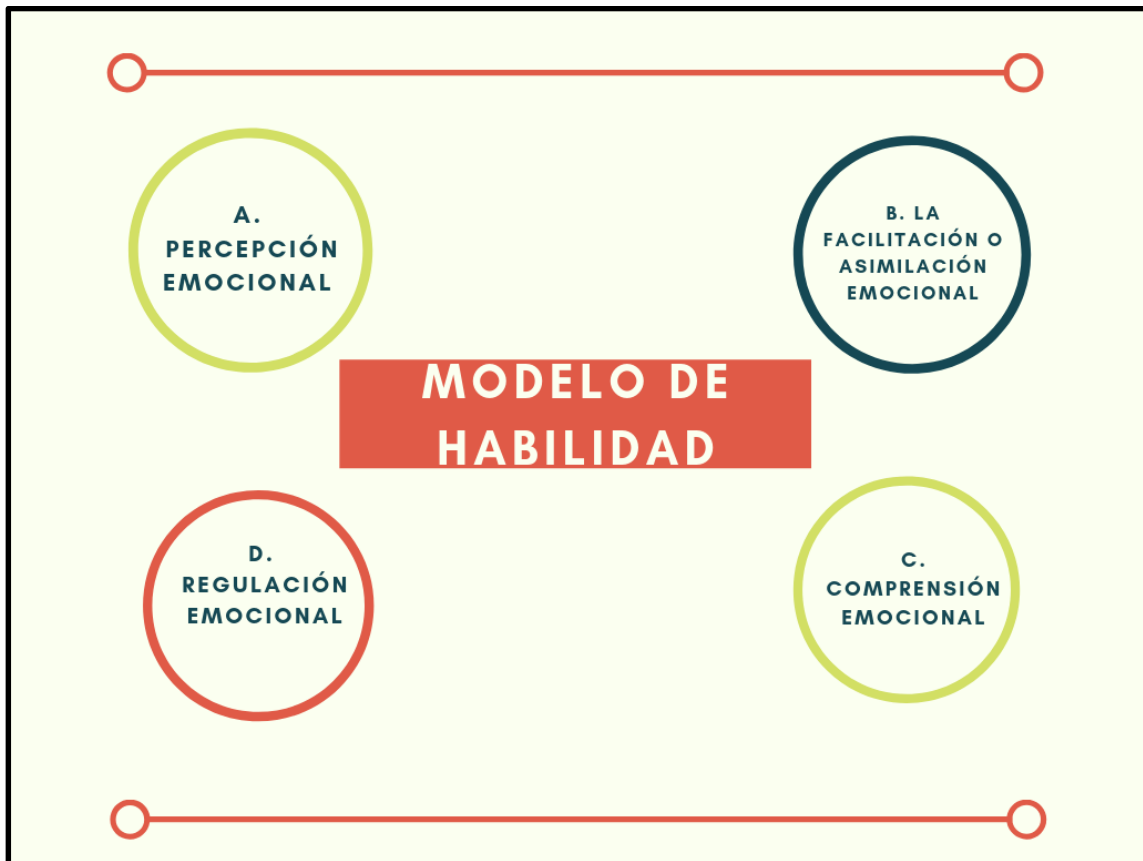 A.
PERCEPCIÓN
EMOCIONAL
B. LA
FACILITACIÓN O
ASIMILACIÓN
EMOCIONAL
MODELO DE
HABILIDAD
D.
REGULACIÓN
EMOCIONAL
C.
COMPRENSIÓN
EMOCIONAL